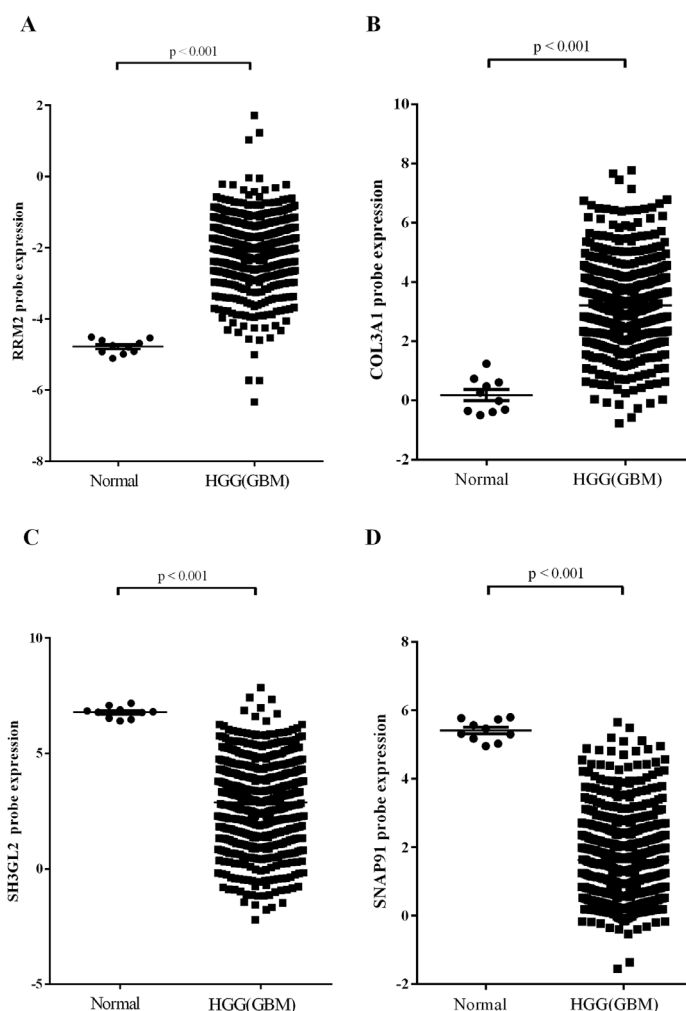 A
p < 0.001
RRM2 probe expression
2
0
-2
-4
-6
-8
Normal HGG(GBM)
B
p < 0.001
COL3A1 probe expression
10
8
6
4
2
0
-2
Normal HGG(GBM)
C
p < 0.001
SH3GL2 probe expression
10
5
0
-5
Normal HGG(GBM)
D
p < 0.001
SNAP91 probe expression
8
6
4
2
0
-2
Normal HGG(GBM)